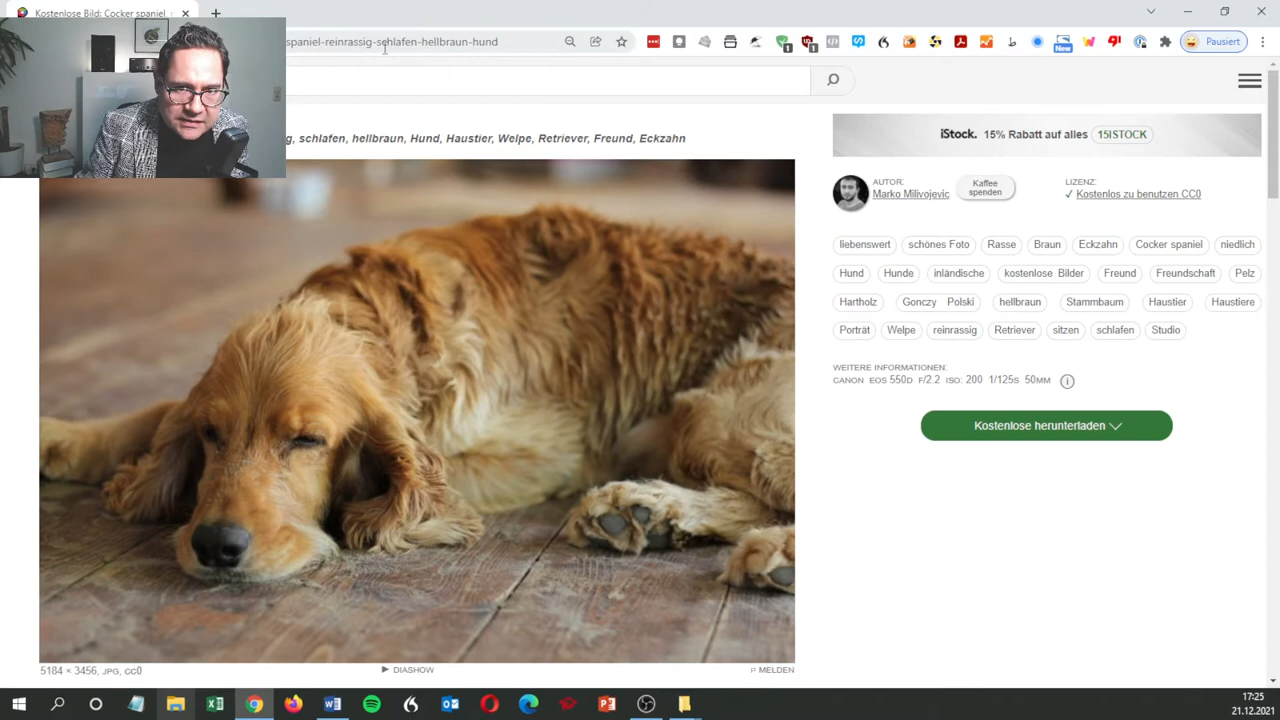 Kostenlose Bild: Cocker spaniel,
spaniel-reinrassig-schlafen-hellbraun-hund
New
Pausiert
g, schlafen, hellbraun, Hund, Haustier, Welpe, Retriever, Freund, Eckzahn
iStock. 15% Rabatt auf alles 15ISTOCK
AUTOR:
Marko Milivojevic
Kaffee
spenden
LIZENZ:
✓ Kostenlos zu benutzen CC0
liebenswert schönes Foto Rasse Braun Eckzahn Cocker spaniel niedlich
Hund Hunde inländische kostenlose Bilder Freund Freundschaft Pelz
Hartholz Gonczy Polski hellbraun Stammbaum Haustier Haustiere
Porträt Welpe reinrassig Retriever sitzen schlafen Studio
WEITERE INFORMATIONEN:
CANON EOS 550D F/2.2 ISO: 200 1/125S 50MM
Kostenlose herunterladen
5184 × 3456, JPG, CC0
DIASHOW
MELDEN
17:25
21.12.2021